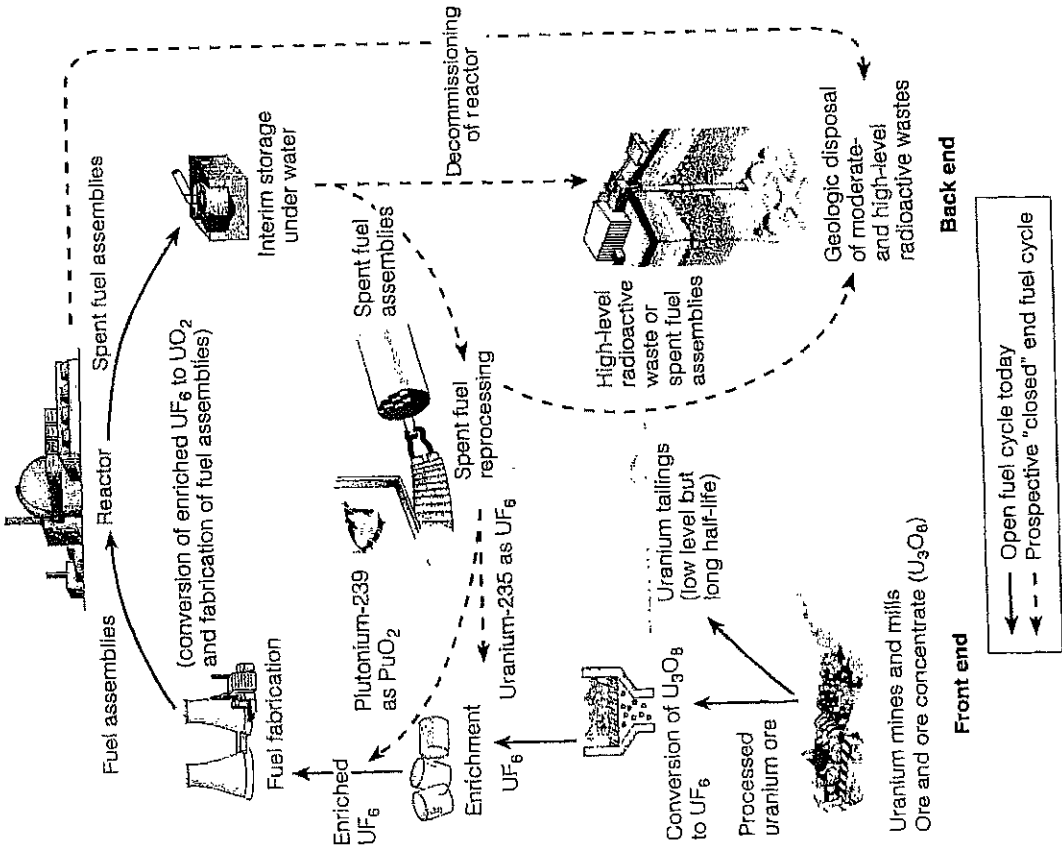 Decommissioning
of reactor
Spent fuel assemblies
Reactor
Fuel assemblies
(conversion of enriched UF6 to UO2
and fabrication of fuel assemblies)
Fuel fabrication
Interim storage
under water
Spent fuel
assemblies
Spent fuel
reprocessing
Plutonium-239
as PuO2
Uranium-235 as UF6
Enriched
UF6
Enrichment
UF6
Conversion of U3O8
to UF6
Processed
uranium ore
Uranium tailings
(low level but
long half-life)
High-level
radioactive
waste or
spent fuel
assemblies
Geologic disposal
of moderate-
and high-level
radioactive wastes
Uranium mines and mills
Ore and ore concentrate (U3O8)
Front end
Back end
Open fuel cycle today
Prospective "closed" end fuel cycle